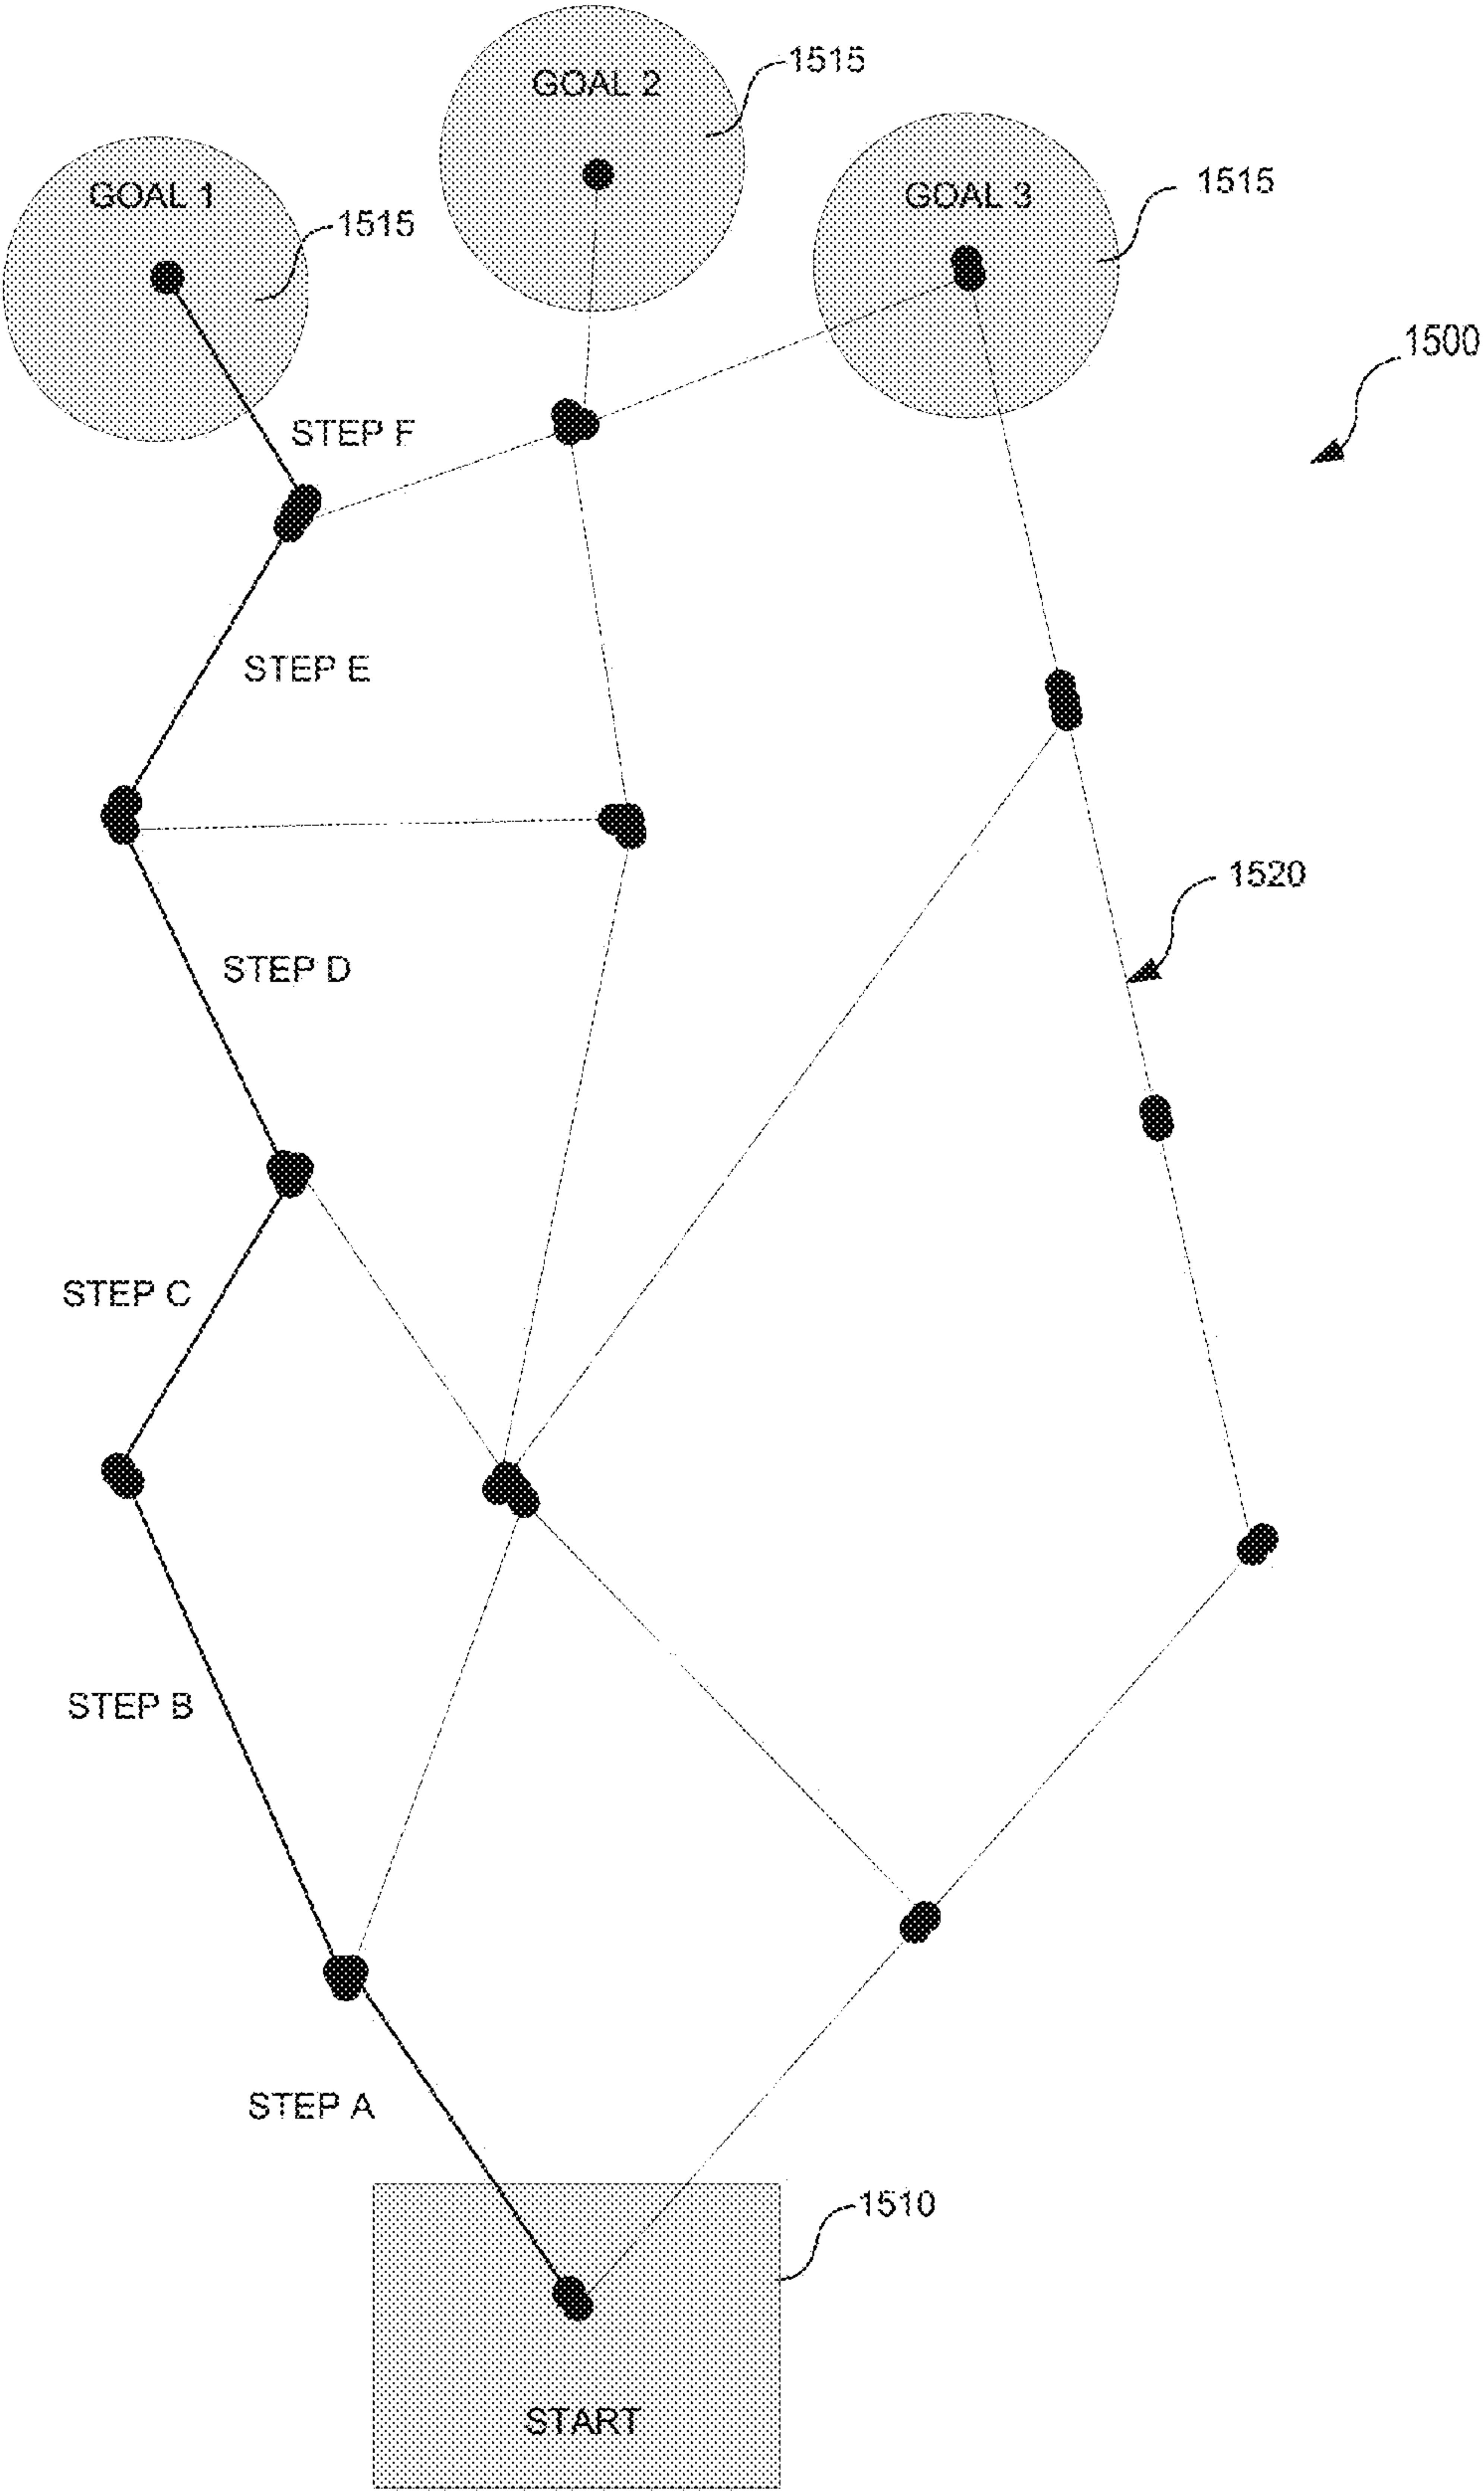 GOAL 2
1515
GOAL 1
1515
GOAL 3
1515
1500
STEP F
STEP E
1520
STEP D
STEP C
STEP B
STEP A
1510
START